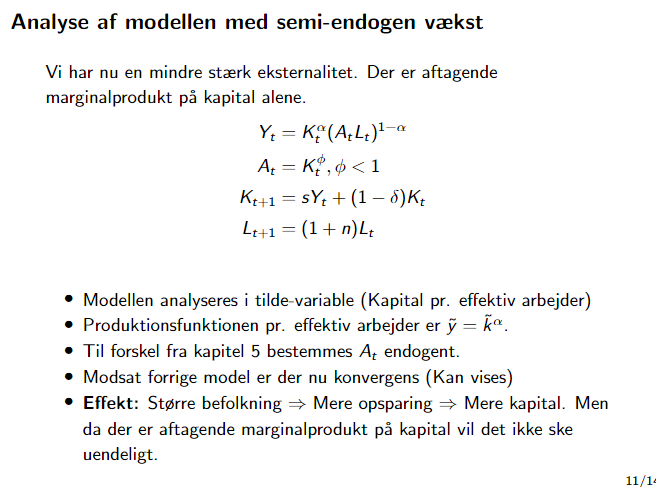 Analyse af modellen med semi-endogen vækst
Vi har nu en mindre stærk eksternalitet. Der er aftagende
marginalprodukt på kapital alene.
Y_t = K_t^α (A_t L_t)^{1−α}
A_t = K_t^ϕ, ϕ < 1
K_{t+1} = sY_t + (1 − δ)K_t
L_{t+1} = (1 + n)L_t
• Modellen analyseres i tilde-variable (Kapital pr. effektiv arbejder)
• Produktionsfunktionen pr. effektiv arbejder er ỹ = k̃^α.
• Til forskel fra kapitel 5 bestemmes A_t endogent.
• Modsat forrige model er der nu konvergens (Kan vises)
• Effekt: Større befolkning ⇒ Mere opsparing ⇒ Mere kapital. Men
da der er aftagende marginalprodukt på kapital vil det ikke ske
uendeligt.
11/14